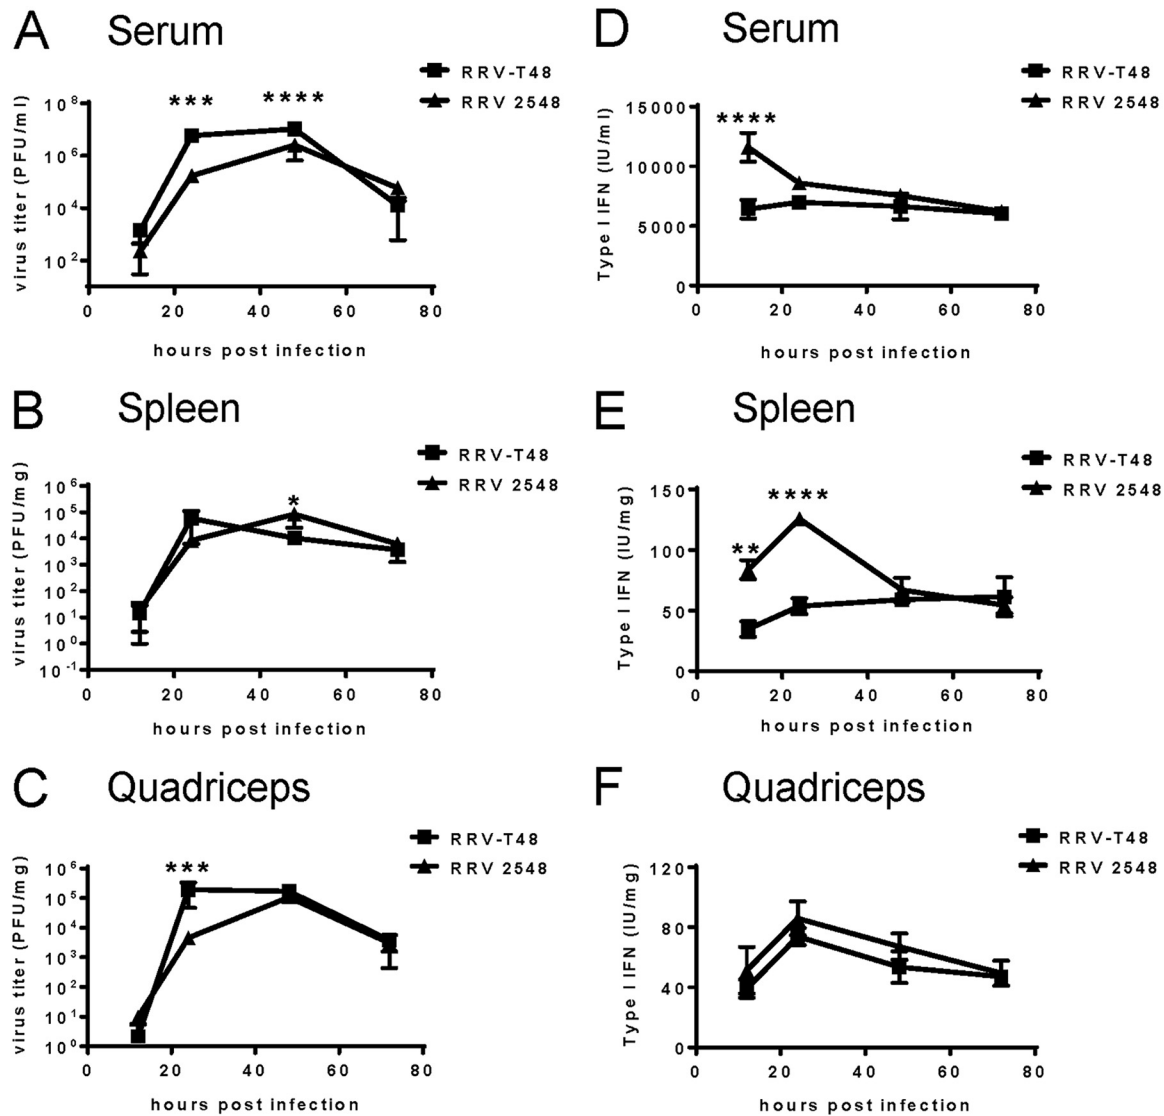 A Serum
RRV-T48
RRV 2548
*** ****
virus titer (PFU/ml)
10^8
10^6
10^4
10^2
0 20 40 60 80
hours post infection
D Serum
RRV-T48
RRV 2548
****
Type I IFN (IU/ml)
15000
10000
5000
0
0 20 40 60 80
hours post infection
B Spleen
RRV-T48
RRV 2548
*
virus titer (PFU/mg)
10^6
10^5
10^4
10^3
10^2
10^1
10^0
10^-1
0 20 40 60 80
hours post infection
E Spleen
RRV-T48
RRV 2548
****
**
Type I IFN (IU/mg)
150
100
50
0
0 20 40 60 80
hours post infection
C Quadriceps
RRV-T48
RRV 2548
***
virus titer (PFU/mg)
10^6
10^5
10^4
10^3
10^2
10^1
10^0
0 20 40 60 80
hours post infection
F Quadriceps
RRV-T48
RRV 2548
Type I IFN (IU/mg)
120
80
40
0
0 20 40 60 80
hours post infection